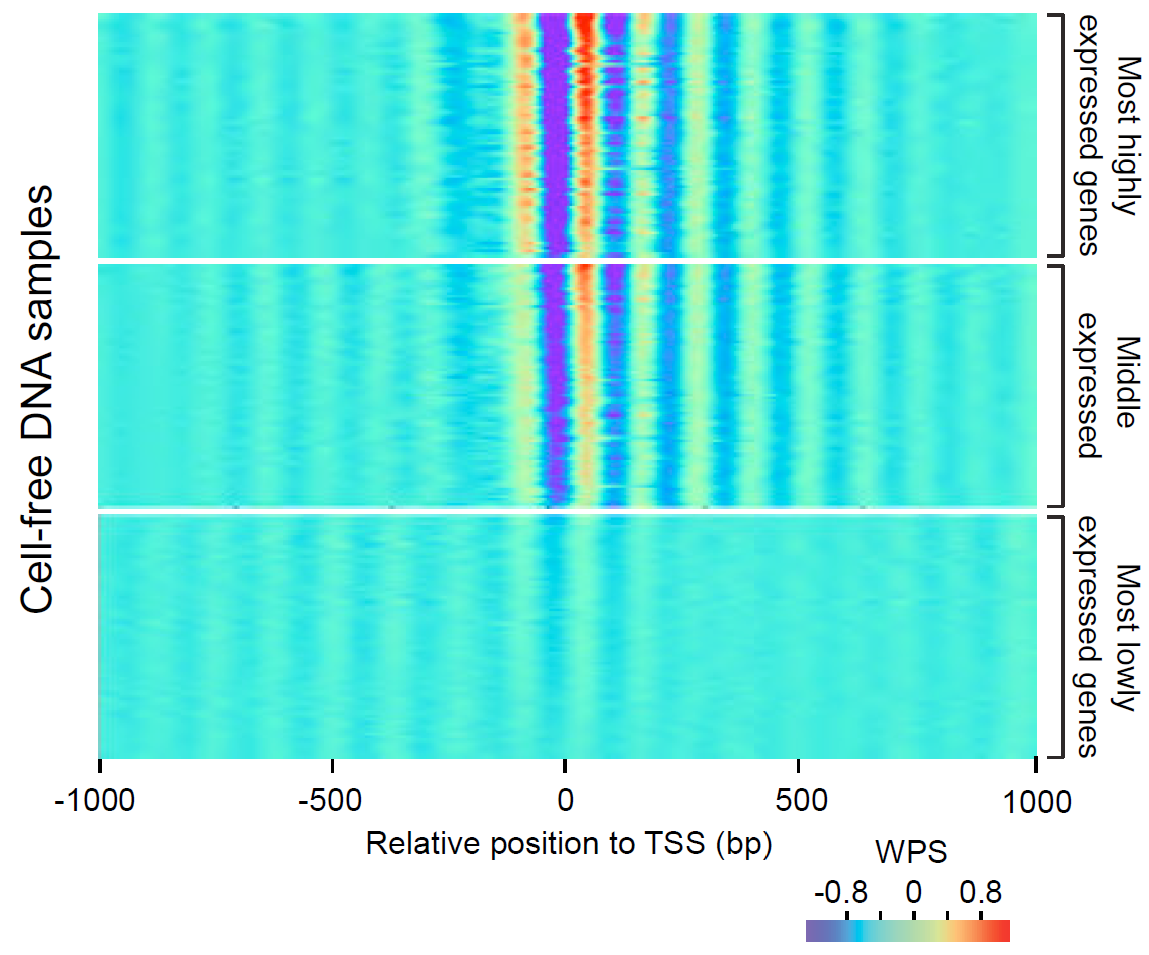 Cell-free DNA samples
Most highly
expressed genes
Middle
expressed
Most lowly
expressed genes
-1000 -500 0 500 1000
Relative position to TSS (bp)
WPS
-0.8 0 0.8